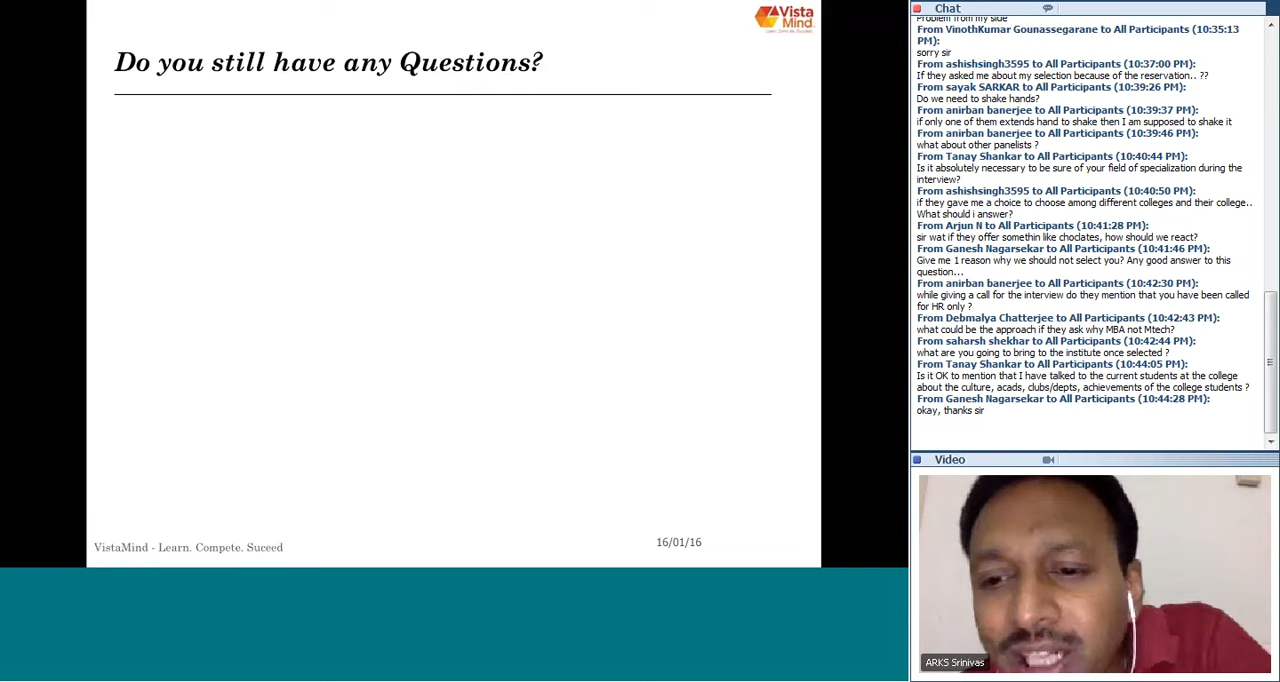 Vista
Mind
Do you still have any Questions?
VistaMind - Learn. Compete. Suceed
16/01/16
Chat
Problem from my side
From VinothKumar Gounassegarane to All Participants (10:35:13
PM):
sorry sir
From ashishsingh3595 to All Participants (10:37:00 PM):
If they asked me about my selection because of the reservation.. ??
From sayak SARKAR to All Participants (10:39:26 PM):
Do we need to shake hands?
From anirban banerjee to All Participants (10:39:37 PM):
if only one of them extends hand to shake then I am supposed to shake it
From anirban banerjee to All Participants (10:39:46 PM):
what about other panelists ?
From Tanay Shankar to All Participants (10:40:44 PM):
Is it absolutely necessary to be sure of your field of specialization during the
interview?
From ashishsingh3595 to All Participants (10:40:50 PM):
if they gave me a choice to choose among different colleges and their college..
What should i answer?
From Arjun N to All Participants (10:41:28 PM):
sir wat if they offer somethin like choclates, how should we react?
From Ganesh Nagarsekar to All Participants (10:41:46 PM):
Give me 1 reason why we should not select you? Any good answer to this
question...
From anirban banerjee to All Participants (10:42:30 PM):
while giving a call for the interview do they mention that you have been called
for HR only ?
From Debmalya Chatterjee to All Participants (10:42:43 PM):
what could be the approach if they ask why MBA not Mtech?
From saharsh shekhar to All Participants (10:42:44 PM):
what are you going to bring to the institute once selected ?
From Tanay Shankar to All Participants (10:44:05 PM):
Is it OK to mention that I have talked to the current students at the college
about the culture, acads, clubs/depts, achievements of the college students ?
From Ganesh Nagarsekar to All Participants (10:44:28 PM):
okay, thanks sir
Video
ARKS Srinivas